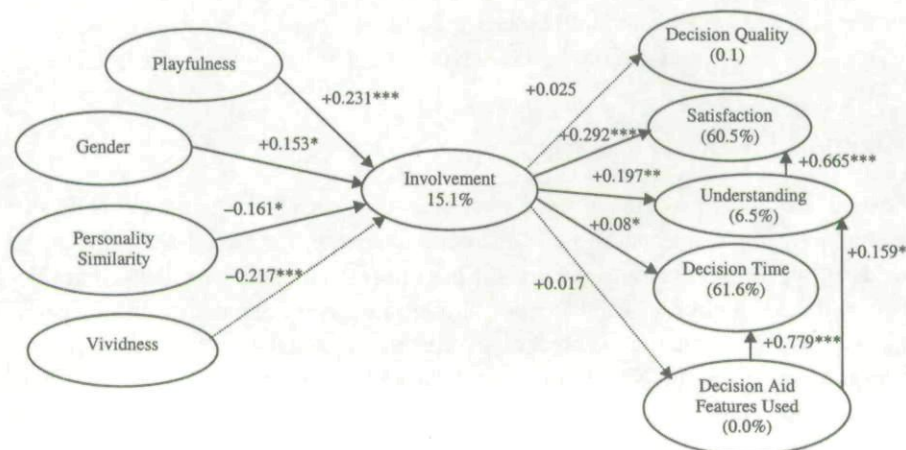 Playfulness
Gender
Personality
Similarity
Vividness
+0.231***
+0.153*
–0.161*
–0.217***
Involvement
15.1%
+0.025
+0.292***
+0.197**
+0.08*
+0.017
Decision Quality
(0.1)
Satisfaction
(60.5%)
+0.665***
Understanding
(6.5%)
+0.159*
Decision Time
(61.6%)
+0.779***
Decision Aid
Features Used
(0.0%)